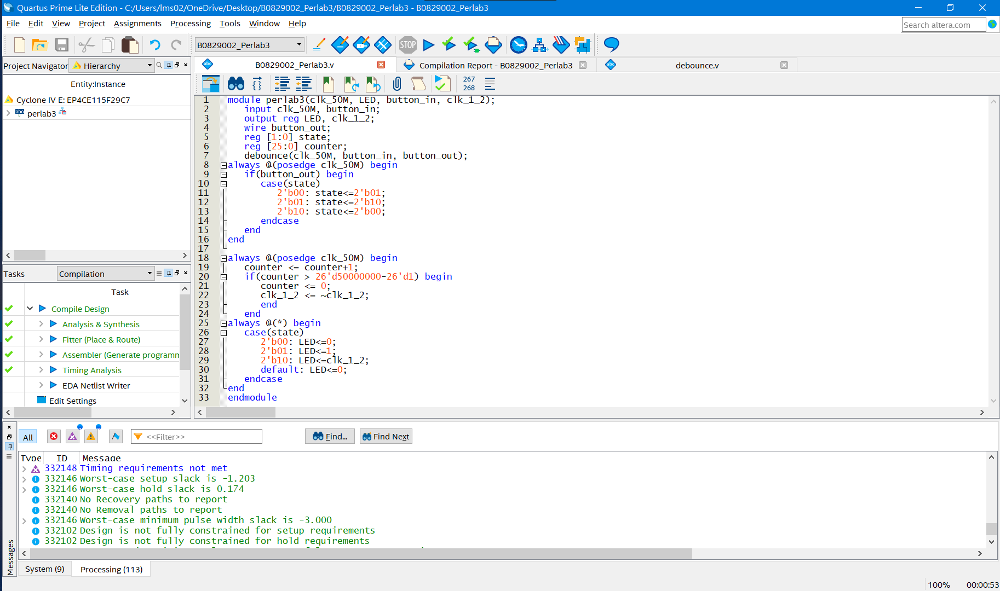 Quartus Prime Lite Edition - C:/Users/lms02/OneDrive/Desktop/B0829002_Perlab3/B0829002_Perlab3 - B0829002_Perlab3
File Edit View Project Assignments Processing Tools Window Help
Search altera.com
B0829002_Perlab3
STOP
Project Navigator Hierarchy
Entity:Instance
Cyclone IV E: EP4CE115F29C7
abc perlab3
Tasks Compilation
Task
Compile Design
Analysis & Synthesis
Fitter (Place & Route)
Assembler (Generate programm
Timing Analysis
EDA Netlist Writer
Edit Settings
abc B0829002_Perlab3.v
Compilation Report - B0829002_Perlab3
abc debounce.v
267
268
1 module perlab3(clk_50M, LED, button_in, clk_1_2);
2 input clk_50M, button_in;
3 output reg LED, clk_1_2;
4 wire button_out;
5 reg [1:0] state;
6 reg [25:0] counter;
7 debounce(clk_50M, button_in, button_out);
8 always @(posedge clk_50M) begin
9 if(button_out) begin
10 case(state)
11 2'b00: state<=2'b01;
12 2'b01: state<=2'b10;
13 2'b10: state<=2'b00;
14 endcase
15 end
16 end
17
18 always @(posedge clk_50M) begin
19 counter <= counter+1;
20 if(counter > 26'd50000000-26'd1) begin
21 counter <= 0;
22 clk_1_2 <= ~clk_1_2;
23 end
24 end
25 always @(*) begin
26 case(state)
27 2'b00: LED<=0;
28 2'b01: LED<=1;
29 2'b10: LED<=clk_1_2;
30 default: LED<=0;
31 endcase
32 end
33 endmodule
All <<Filter>> Find... Find Next
Type ID Message
332148 Timing requirements not met
332146 Worst-case setup slack is -1.203
332146 Worst-case hold slack is 0.174
332140 No Recovery paths to report
332140 No Removal paths to report
332146 Worst-case minimum pulse width slack is -3.000
332102 Design is not fully constrained for setup requirements
332102 Design is not fully constrained for hold requirements
Messages
System (9) Processing (113)
100% 00:00:53